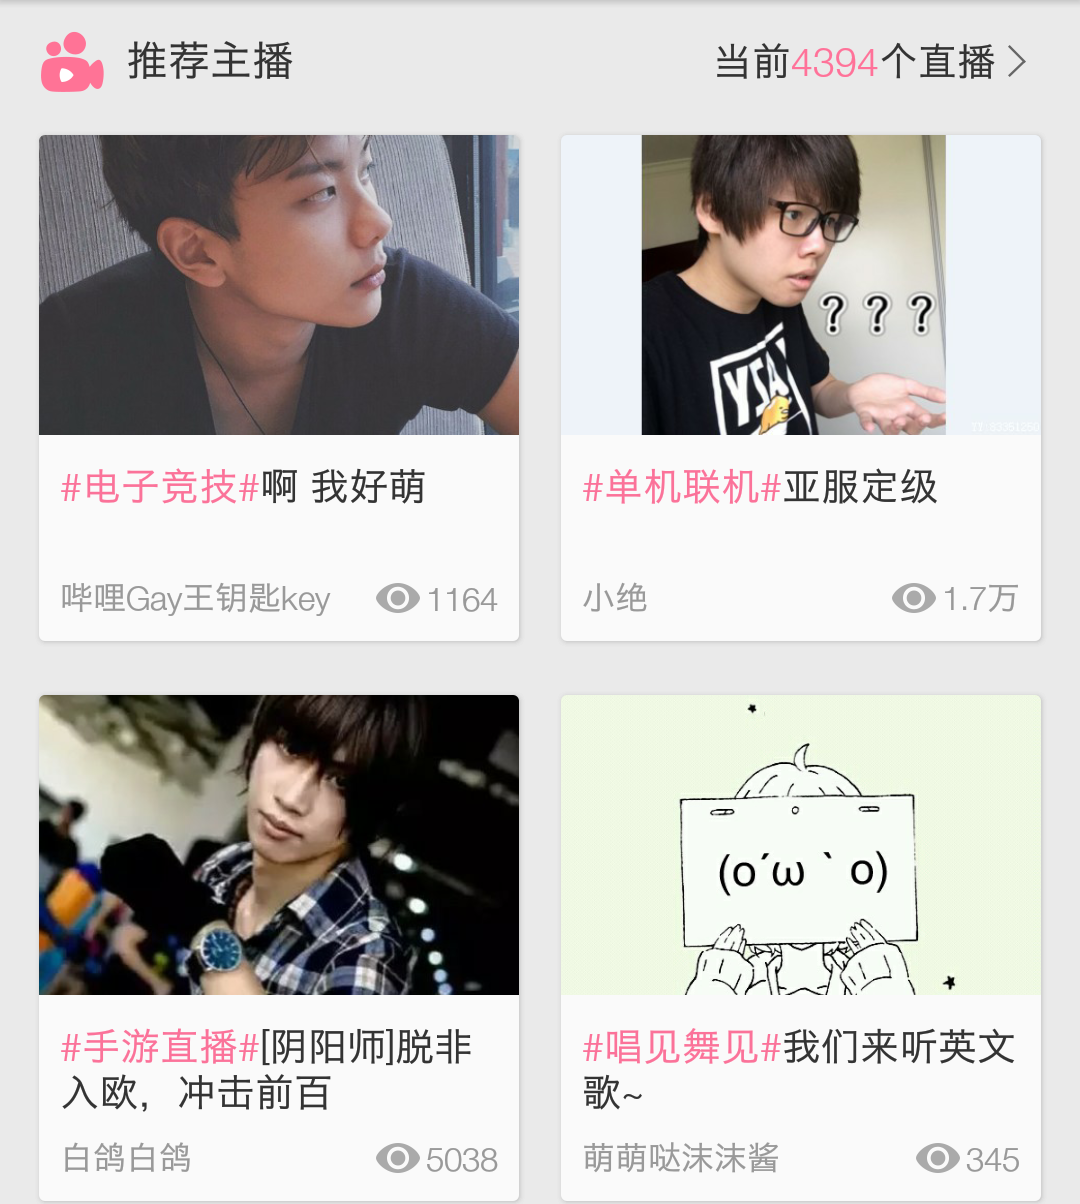 推荐主播
当前4394个直播
？？？
YSA
#电子竞技#啊 我好萌
哔哩Gay王钥匙key
1164
#单机联机#亚服定级
小绝
1.7万
(o´ω｀o)
#手游直播#[阴阳师]脱非
入欧，冲击前百
白鸽白鸽
5038
#唱见舞见#我们来听英文
歌~
萌萌哒沫沫酱
345